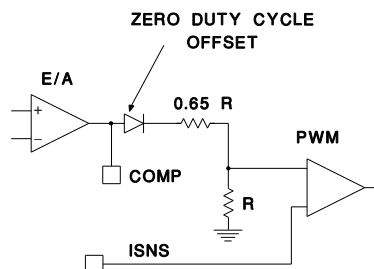 ZERO DUTY CYCLE
OFFSET
E/A
+
−
0.65 R
PWM
COMP
R
ISNS